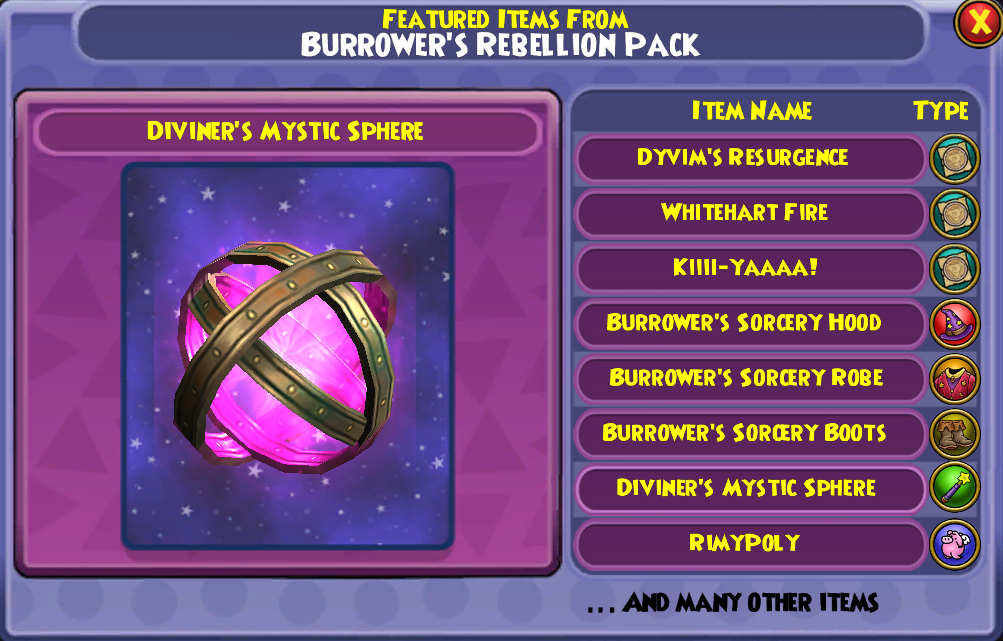 Featured Items From
Burrower's Rebellion Pack
X
Diviner's Mystic Sphere
Item Name
Type
Dyvim's Resurgence
Whitehart Fire
Kiiii-yaaaa!
Burrower's Sorcery Hood
Burrower's Sorcery Robe
Burrower's Sorcery Boots
Diviner's Mystic Sphere
Rimypoly
... and many other items